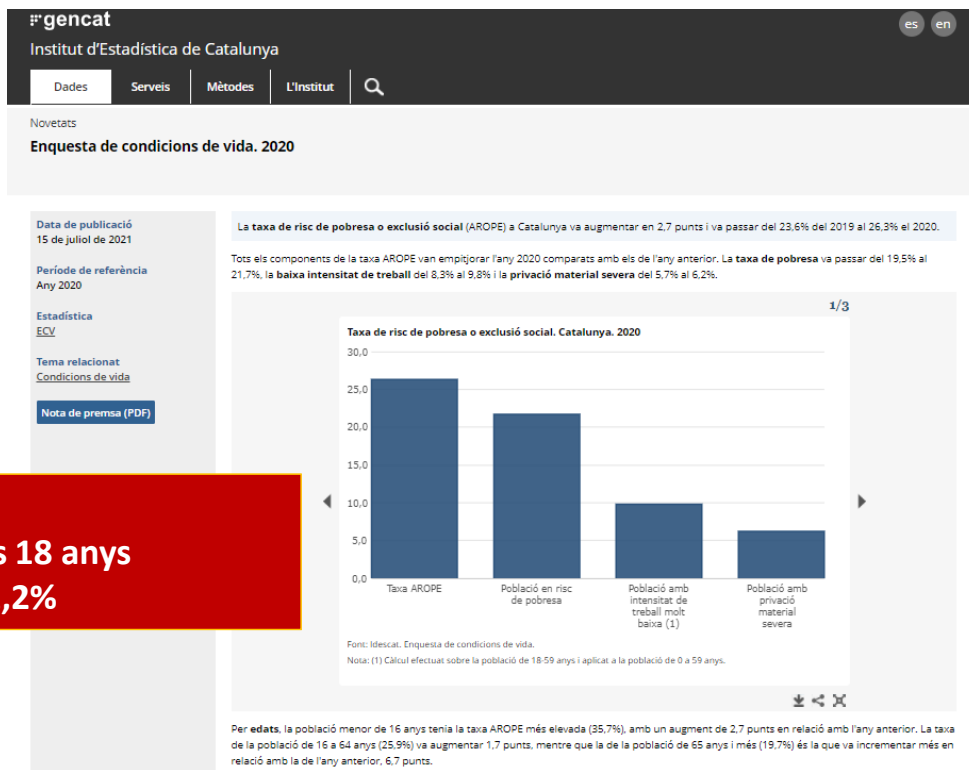 gencat
es en
Institut d'Estadística de Catalunya
Dades Serveis Mètodes L'Institut
Novetats
Enquesta de condicions de vida. 2020
Data de publicació
15 de juliol de 2021
Període de referència
Any 2020
Estadística
ECV
Tema relacionat
Condicions de vida
Nota de premsa (PDF)
s 18 anys
,2%
La taxa de risc de pobresa o exclusió social (AROPE) a Catalunya va augmentar en 2,7 punts i va passar del 23,6% del 2019 al 26,3% el 2020.
Tots els components de la taxa AROPE van empitjorar l'any 2020 comparats amb els de l'any anterior. La taxa de pobresa va passar del 19,5% al
21,7%, la baixa intensitat de treball del 8,3% al 9,8% i la privació material severa del 5,7% al 6,2%.
1/3
Taxa de risc de pobresa o exclusió social. Catalunya. 2020
30,0
25,0
20,0
15,0
10,0
5,0
0,0
Taxa AROPE
Població en risc
de pobresa
Població amb
intensitat de
treball molt
baixa (1)
Població amb
privació
material
severa
Font: Idescat. Enquesta de condicions de vida.
Nota: (1) Càlcul efectuat sobre la població de 18-59 anys i aplicat a la població de 0 a 59 anys.
Per edats, la població menor de 16 anys tenia la taxa AROPE més elevada (35,7%), amb un augment de 2,7 punts en relació amb l'any anterior. La taxa
de la població de 16 a 64 anys (25,9%) va augmentar 1,7 punts, mentre que la de la població de 65 anys i més (19,7%) és la que va incrementar més en
relació amb la de l'any anterior, 6,7 punts.